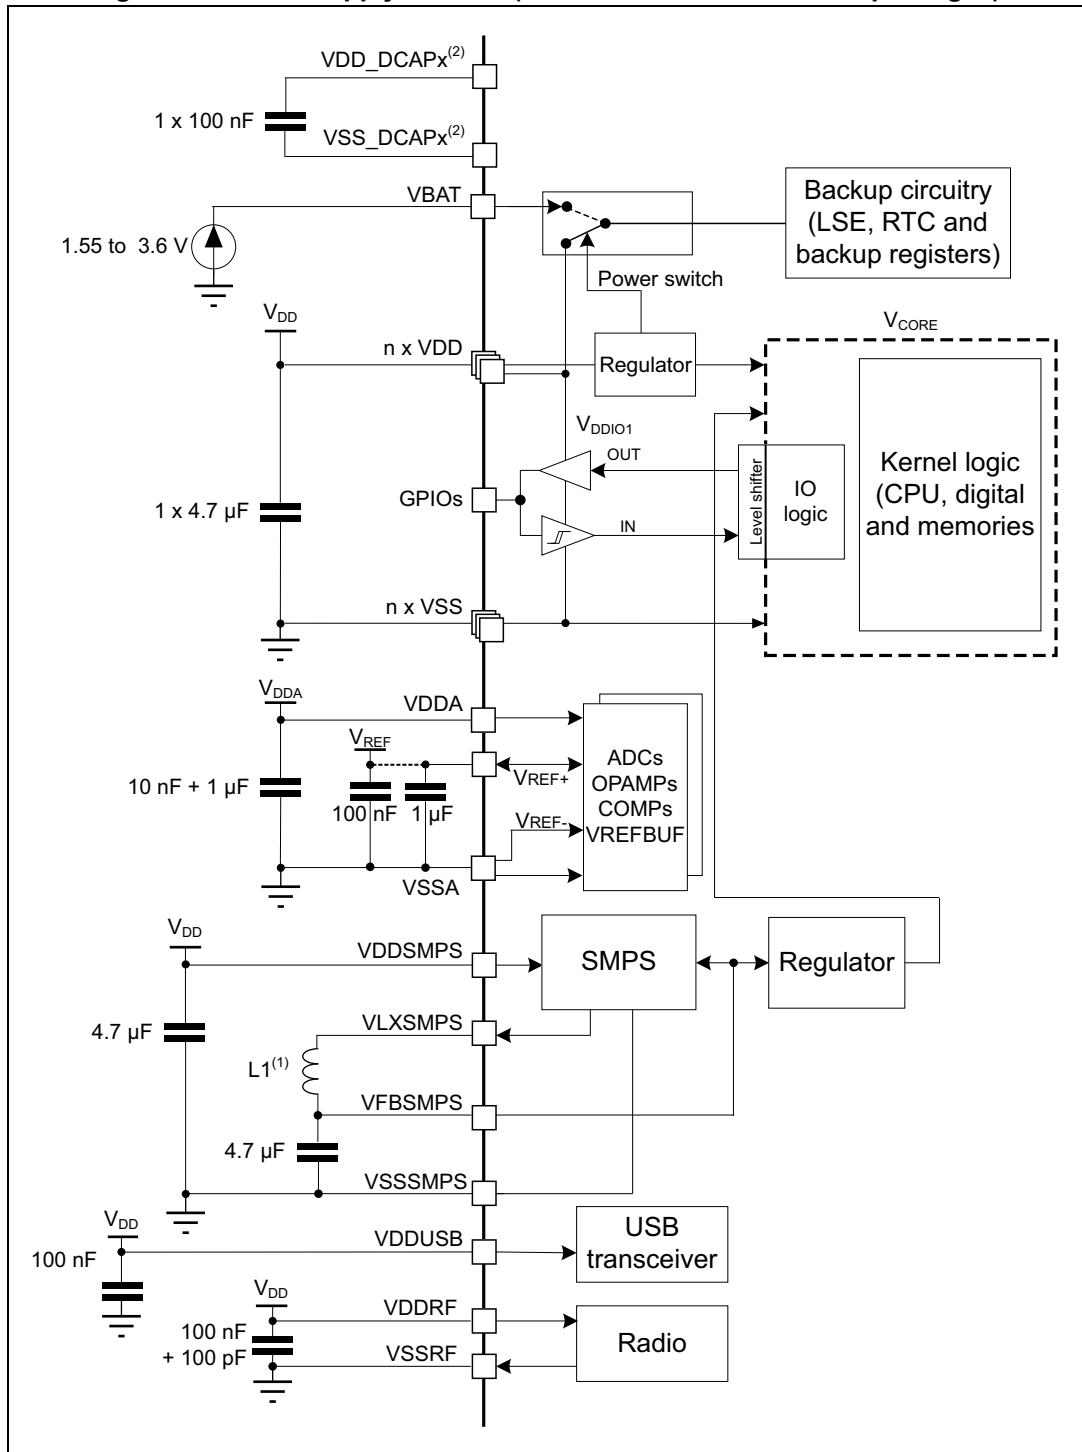 VDD_DCAPx(2)
1 x 100 nF
VSS_DCAPx(2)
VBAT
1.55 to 3.6 V
Power switch
Backup circuitry
(LSE, RTC and
backup registers)
VDD
n x VDD
Regulator
VCORE
VDDIO1
OUT
GPIOs
IN
Level shifter
IO
logic
Kernel logic
(CPU, digital
and memories
1 x 4.7 µF
n x VSS
VDDA
VDDA
10 nF + 1 µF
VREF
100 nF
1 µF
VREF+
VREF-
ADCs
OPAMPs
COMPs
VREFBUF
VSSA
VDD
VDDSMPS
SMPS
Regulator
4.7 µF
VLXSMPS
L1(1)
VFBSMPS
4.7 µF
VSSSMPS
VDD
100 nF
VDDUSB
USB
transceiver
VDD
VDDRF
100 nF
+ 100 pF
VSSRF
Radio